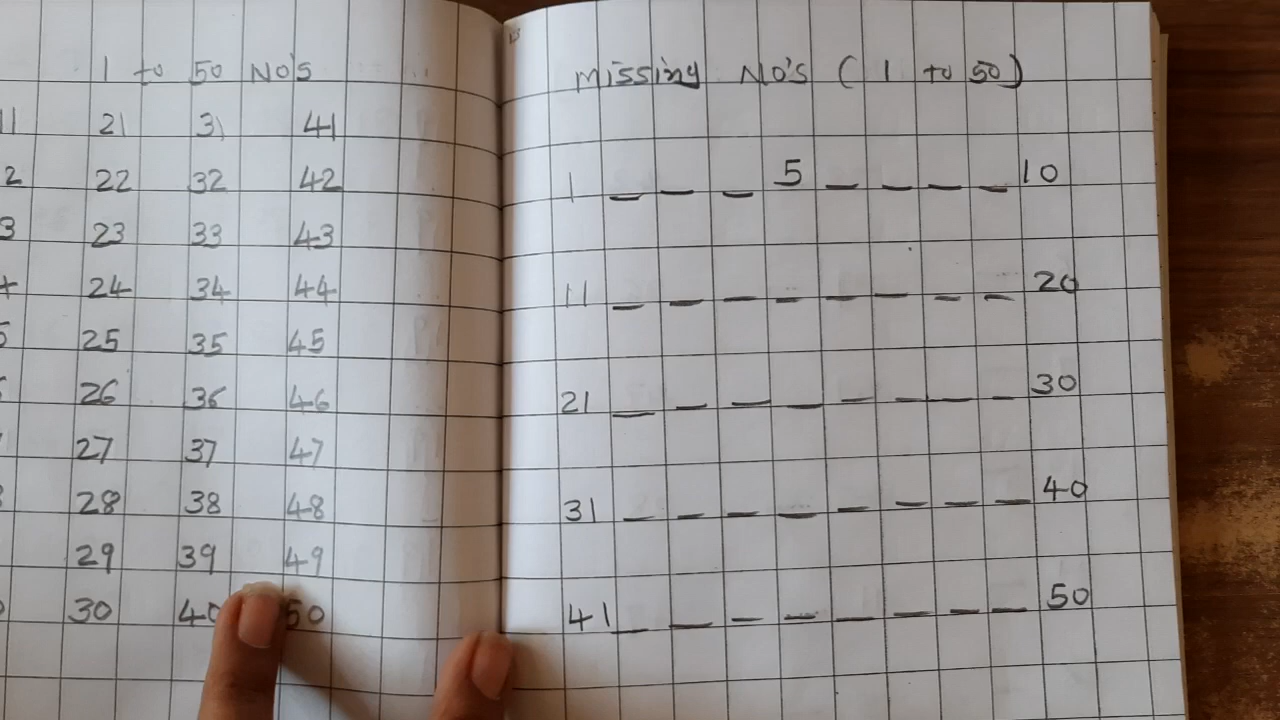 1 to 50 No's
11 21 31 41
2 22 32 42
3 23 33 43
4 24 34 44
5 25 35 45
26 36 46
27 37 47
28 38 48
29 39 49
30 40 50
missing No's ( 1 to 50 )
1 _ _ _ 5 _ _ _ _ 10
11 _ _ _ _ _ _ _ _ 20
21 _ _ _ _ _ _ _ _ 30
31 _ _ _ _ _ _ _ _ 40
41 _ _ _ _ _ _ _ _ 50